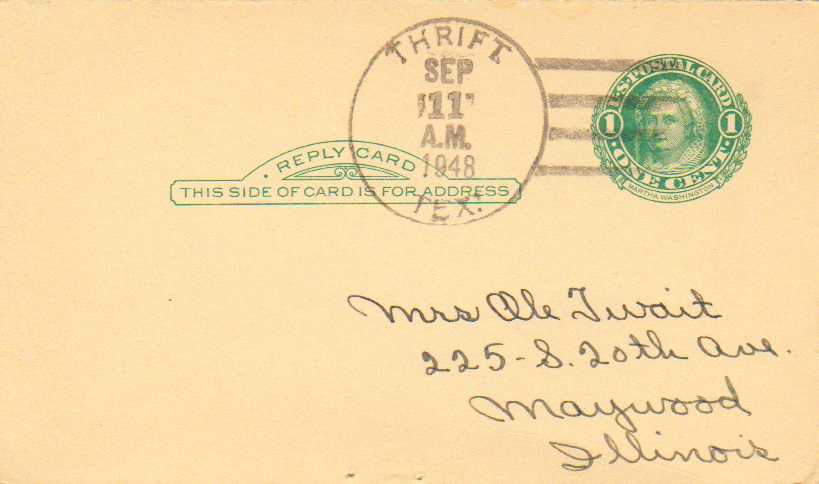 THRIFT
SEP
11
A.M.
1948
TEX.
U.S. POSTAL CARD
1 1
ONE CENT
MARTHA WASHINGTON
REPLY CARD
THIS SIDE OF CARD IS FOR ADDRESS
Mrs Ole Twait
225-S. 20th Ave.
Maywood
Illinois